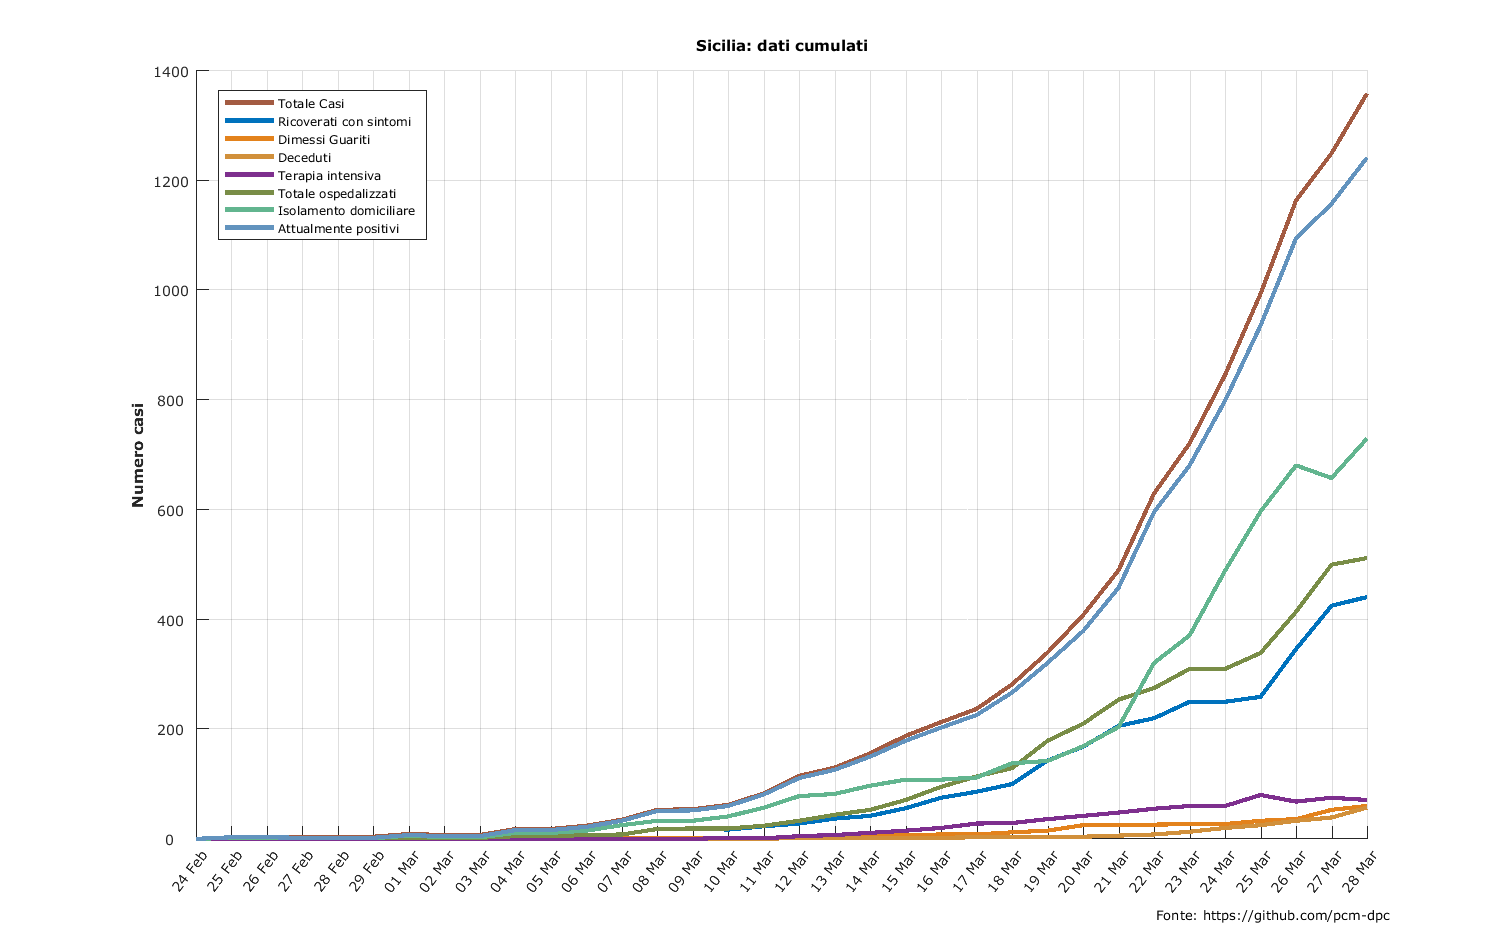 Sicilia: dati cumulati
1400
1200
1000
800
600
400
200
0
Numero casi
Totale Casi
Ricoverati con sintomi
Dimessi Guariti
Deceduti
Terapia intensiva
Totale ospedalizzati
Isolamento domiciliare
Attualmente positivi
24 Feb
25 Feb
26 Feb
27 Feb
28 Feb
29 Feb
01 Mar
02 Mar
03 Mar
04 Mar
05 Mar
06 Mar
07 Mar
08 Mar
09 Mar
10 Mar
11 Mar
12 Mar
13 Mar
14 Mar
15 Mar
16 Mar
17 Mar
18 Mar
19 Mar
20 Mar
21 Mar
22 Mar
23 Mar
24 Mar
25 Mar
26 Mar
27 Mar
28 Mar
Fonte: https://github.com/pcm-dpc